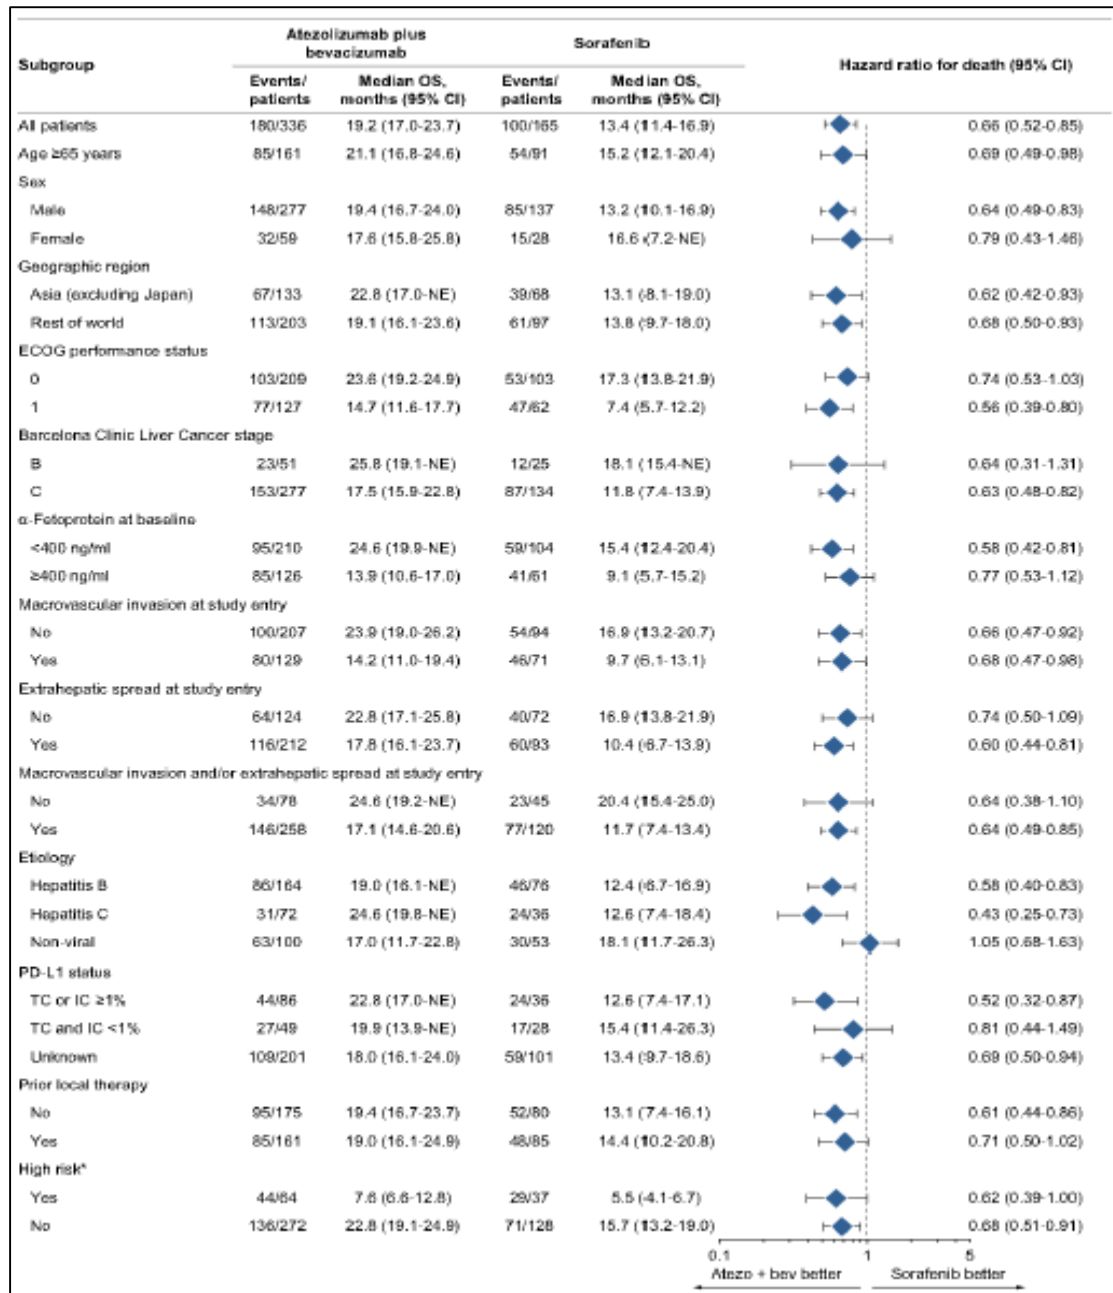 Subgroup Atezolizumab plus bevacizumab Sorafenib Hazard ratio for death (95% CI)
Events/patients Median OS, months (95% CI) Events/patients Median OS, months (95% CI)
All patients 180/336 19.2 (17.0-23.7) 100/165 13.4 (11.4-16.9) 0.66 (0.52-0.85)
Age ≥65 years 85/161 21.1 (16.8-24.6) 54/91 15.2 (12.1-20.4) 0.69 (0.49-0.98)
Sex
Male 148/277 19.4 (16.7-24.0) 85/137 13.2 (10.1-16.9) 0.64 (0.49-0.83)
Female 32/59 17.6 (15.8-25.8) 15/28 16.6 (7.2-NE) 0.79 (0.43-1.46)
Geographic region
Asia (excluding Japan) 67/133 22.8 (17.0-NE) 39/68 13.1 (8.1-19.0) 0.62 (0.42-0.93)
Rest of world 113/203 19.1 (16.1-23.6) 61/97 13.8 (9.7-18.0) 0.68 (0.50-0.93)
ECOG performance status
0 103/209 23.6 (19.2-24.9) 53/103 17.3 (13.8-21.9) 0.74 (0.53-1.03)
1 77/127 14.7 (11.6-17.7) 47/62 7.4 (5.7-12.2) 0.56 (0.39-0.80)
Barcelona Clinic Liver Cancer stage
B 23/51 25.8 (19.1-NE) 12/25 18.1 (15.4-NE) 0.64 (0.31-1.31)
C 153/277 17.5 (15.9-22.8) 87/134 11.8 (7.4-13.9) 0.63 (0.48-0.82)
α-Fetoprotein at baseline
<400 ng/ml 95/210 24.6 (19.9-NE) 59/104 15.4 (12.4-20.4) 0.58 (0.42-0.81)
≥400 ng/ml 85/126 13.9 (10.6-17.0) 41/61 9.1 (5.7-15.2) 0.77 (0.53-1.12)
Macrovascular invasion at study entry
No 100/207 23.9 (19.0-26.2) 54/94 16.9 (13.2-20.7) 0.66 (0.47-0.92)
Yes 80/129 14.2 (11.0-19.4) 46/71 9.7 (6.1-13.1) 0.68 (0.47-0.98)
Extrahepatic spread at study entry
No 64/124 22.8 (17.1-25.8) 40/72 16.9 (13.8-21.9) 0.74 (0.50-1.09)
Yes 116/212 17.8 (16.1-23.7) 60/93 10.4 (6.7-13.9) 0.60 (0.44-0.81)
Macrovascular invasion and/or extrahepatic spread at study entry
No 34/78 24.6 (19.2-NE) 23/45 20.4 (15.4-25.0) 0.64 (0.38-1.10)
Yes 146/258 17.1 (14.6-20.6) 77/120 11.7 (7.4-13.4) 0.64 (0.49-0.85)
Etiology
Hepatitis B 86/164 19.0 (16.1-NE) 46/76 12.4 (6.7-16.9) 0.58 (0.40-0.83)
Hepatitis C 31/72 24.6 (19.8-NE) 24/36 12.6 (7.4-18.4) 0.43 (0.25-0.73)
Non-viral 63/100 17.0 (11.7-22.8) 30/53 18.1 (11.7-26.3) 1.05 (0.68-1.63)
PD-L1 status
TC or IC ≥1% 44/86 22.8 (17.0-NE) 24/36 12.6 (7.4-17.1) 0.52 (0.32-0.87)
TC and IC <1% 27/49 19.9 (13.9-NE) 17/28 15.4 (11.4-26.3) 0.81 (0.44-1.49)
Unknown 109/201 18.0 (16.1-24.0) 59/101 13.4 (9.7-18.6) 0.69 (0.50-0.94)
Prior local therapy
No 95/175 19.4 (16.7-23.7) 52/80 13.1 (7.4-16.1) 0.61 (0.44-0.86)
Yes 85/161 19.0 (16.1-24.9) 48/85 14.4 (10.2-20.8) 0.71 (0.50-1.02)
High risk*
Yes 44/64 7.6 (6.6-12.8) 29/37 5.5 (4.1-6.7) 0.62 (0.39-1.00)
No 136/272 22.8 (19.1-24.9) 71/128 15.7 (13.2-19.0) 0.68 (0.51-0.91)
0.1 1 5
Atezo + bev better Sorafenib better